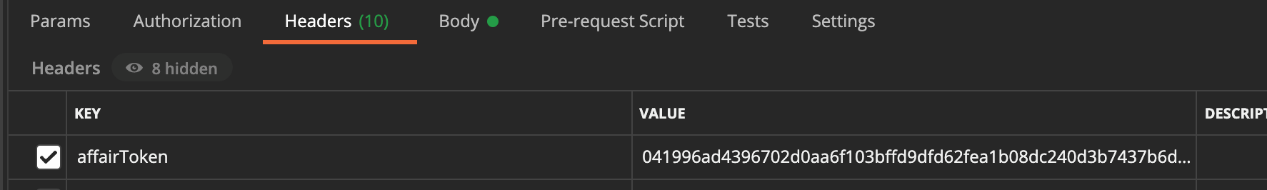 Params Authorization Headers (10) Body Pre-request Script Tests Settings
Headers 8 hidden
KEY VALUE DESCRIPT
affairToken 041996ad4396702d0aa6f103bffd9dfd62fea1b08dc240d3b7437b6d...